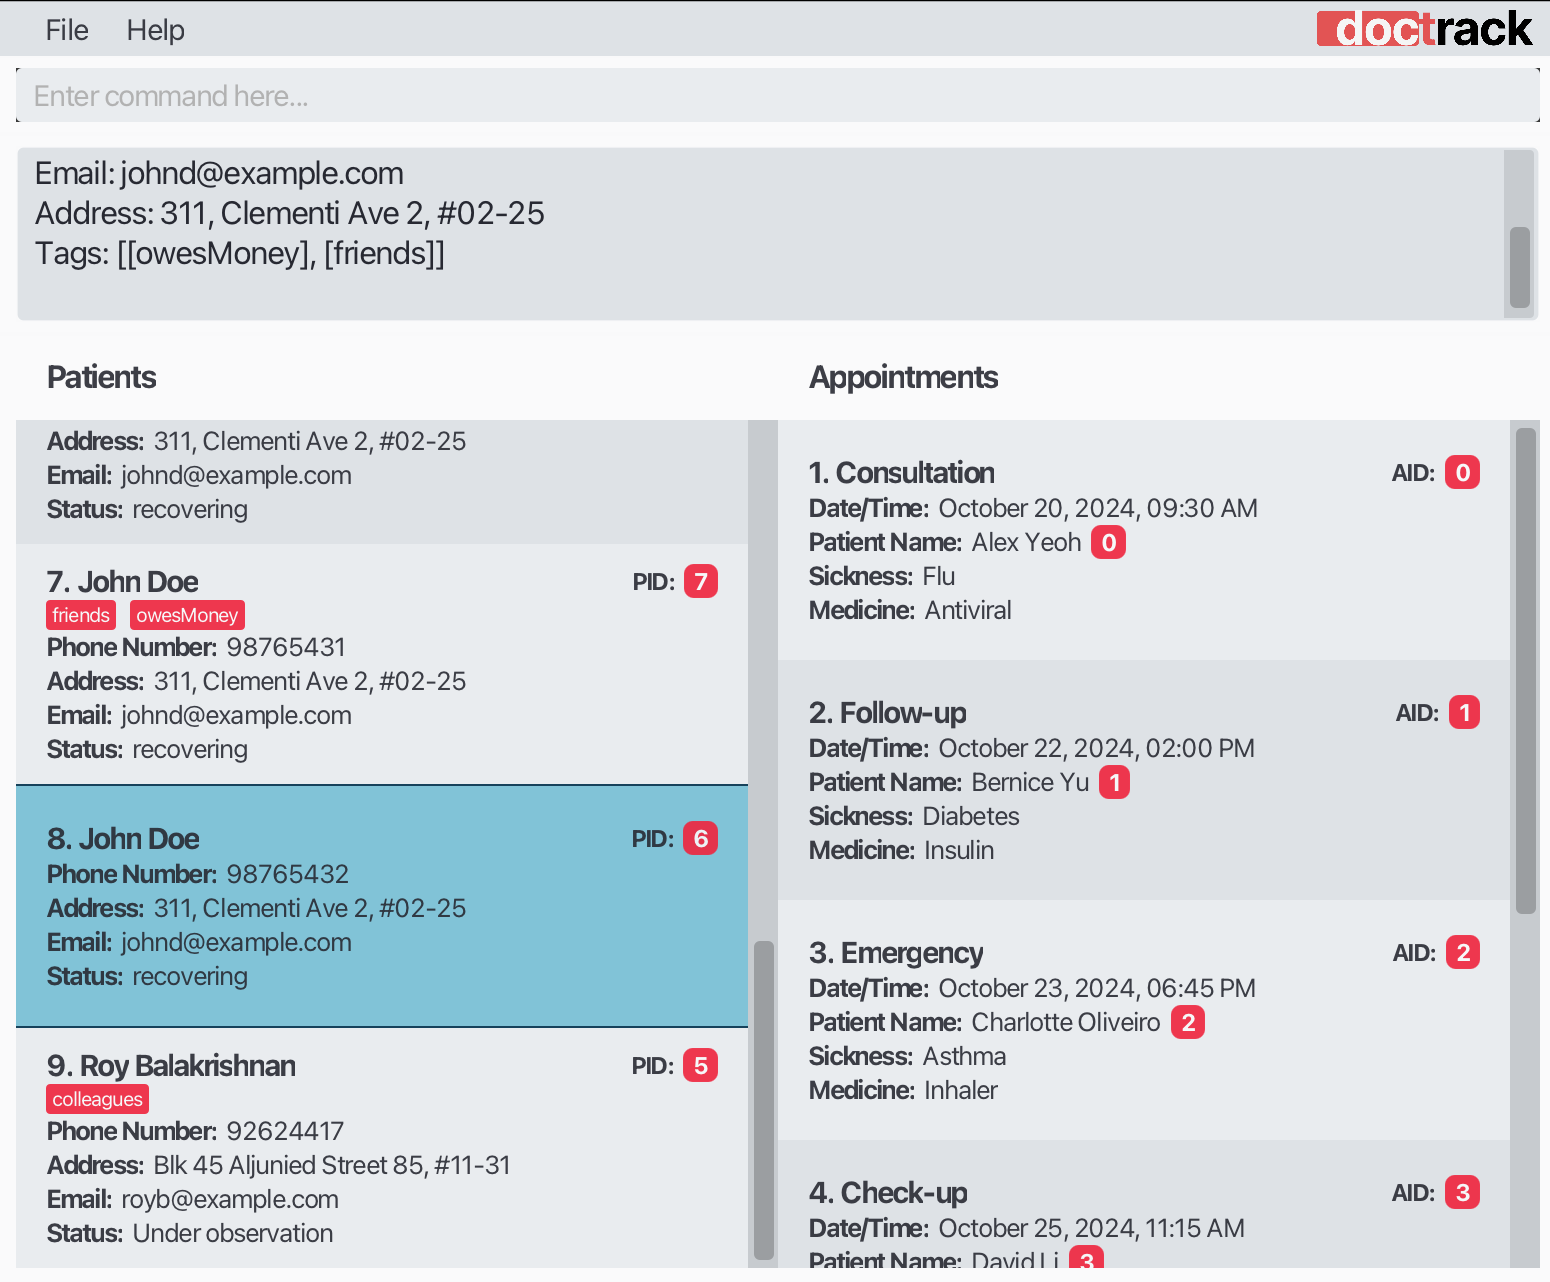 File Help doctrack
Enter command here...
Email: johnd@example.com
Address: 311, Clementi Ave 2, #02-25
Tags: [[owesMoney], [friends]]
Patients
Address: 311, Clementi Ave 2, #02-25
Email: johnd@example.com
Status: recovering
7. John Doe PID: 7
friends owesMoney
Phone Number: 98765431
Address: 311, Clementi Ave 2, #02-25
Email: johnd@example.com
Status: recovering
8. John Doe PID: 6
Phone Number: 98765432
Address: 311, Clementi Ave 2, #02-25
Email: johnd@example.com
Status: recovering
9. Roy Balakrishnan PID: 5
colleagues
Phone Number: 92624417
Address: Blk 45 Aljunied Street 85, #11-31
Email: royb@example.com
Status: Under observation
Appointments
1. Consultation AID: 0
Date/Time: October 20, 2024, 09:30 AM
Patient Name: Alex Yeoh 0
Sickness: Flu
Medicine: Antiviral
2. Follow-up AID: 1
Date/Time: October 22, 2024, 02:00 PM
Patient Name: Bernice Yu 1
Sickness: Diabetes
Medicine: Insulin
3. Emergency AID: 2
Date/Time: October 23, 2024, 06:45 PM
Patient Name: Charlotte Oliveiro 2
Sickness: Asthma
Medicine: Inhaler
4. Check-up AID: 3
Date/Time: October 25, 2024, 11:15 AM
Patient Name: David Li 3